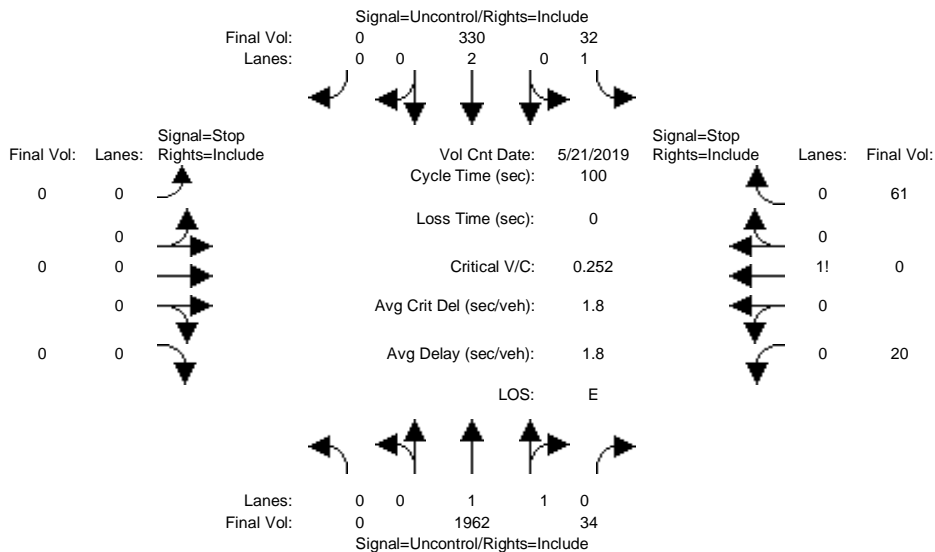 Signal=Uncontrol/Rights=Include
Final Vol: 0 330 32
Lanes: 0 0 2 0 1
Signal=Stop
Final Vol: Lanes: Rights=Include
Vol Cnt Date: 5/21/2019
Signal=Stop
Rights=Include Lanes: Final Vol:
Cycle Time (sec): 100
0 0
0 61
Loss Time (sec): 0
0
0
0 0
Critical V/C: 0.252
1! 0
0
Avg Crit Del (sec/veh): 1.8
0
0 0
Avg Delay (sec/veh): 1.8
0 20
LOS: E
Lanes: 0 0 1 1 0
Final Vol: 0 1962 34
Signal=Uncontrol/Rights=Include